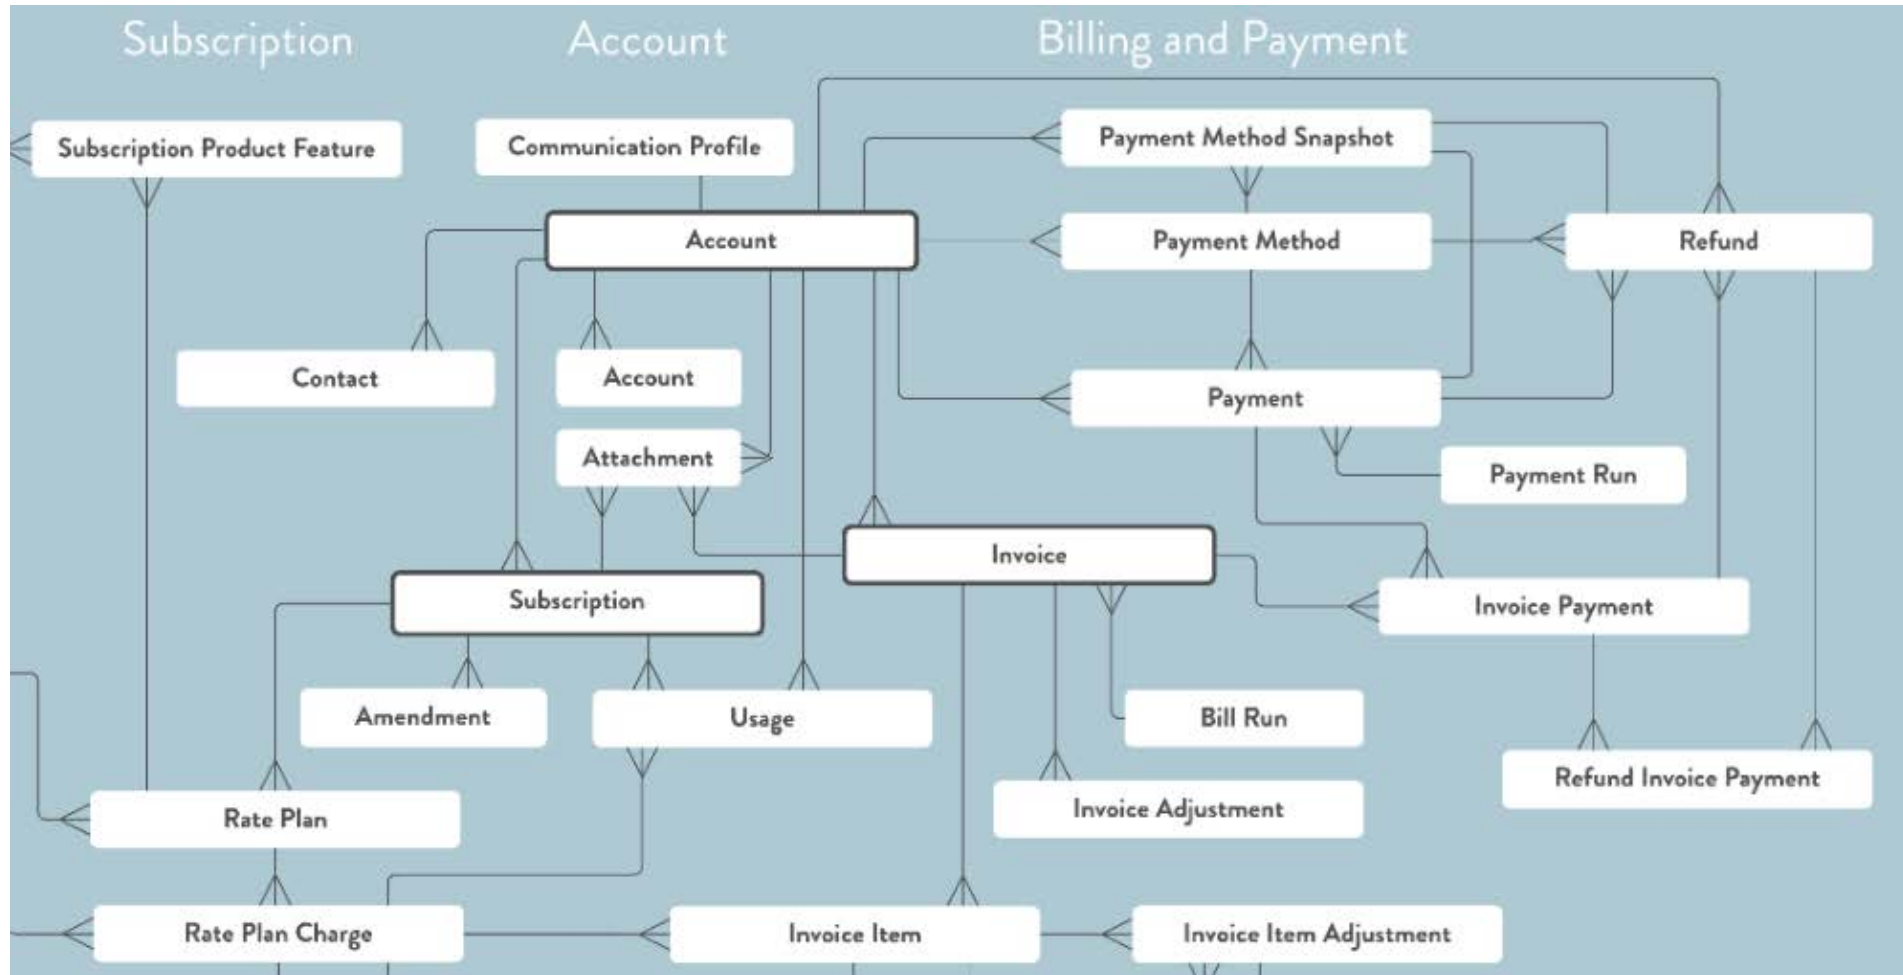 Subscription
Account
Billing and Payment
Subscription Product Feature
Communication Profile
Payment Method Snapshot
Account
Payment Method
Refund
Contact
Account
Payment
Attachment
Payment Run
Invoice
Subscription
Invoice Payment
Amendment
Usage
Bill Run
Refund Invoice Payment
Rate Plan
Invoice Adjustment
Rate Plan Charge
Invoice Item
Invoice Item Adjustment